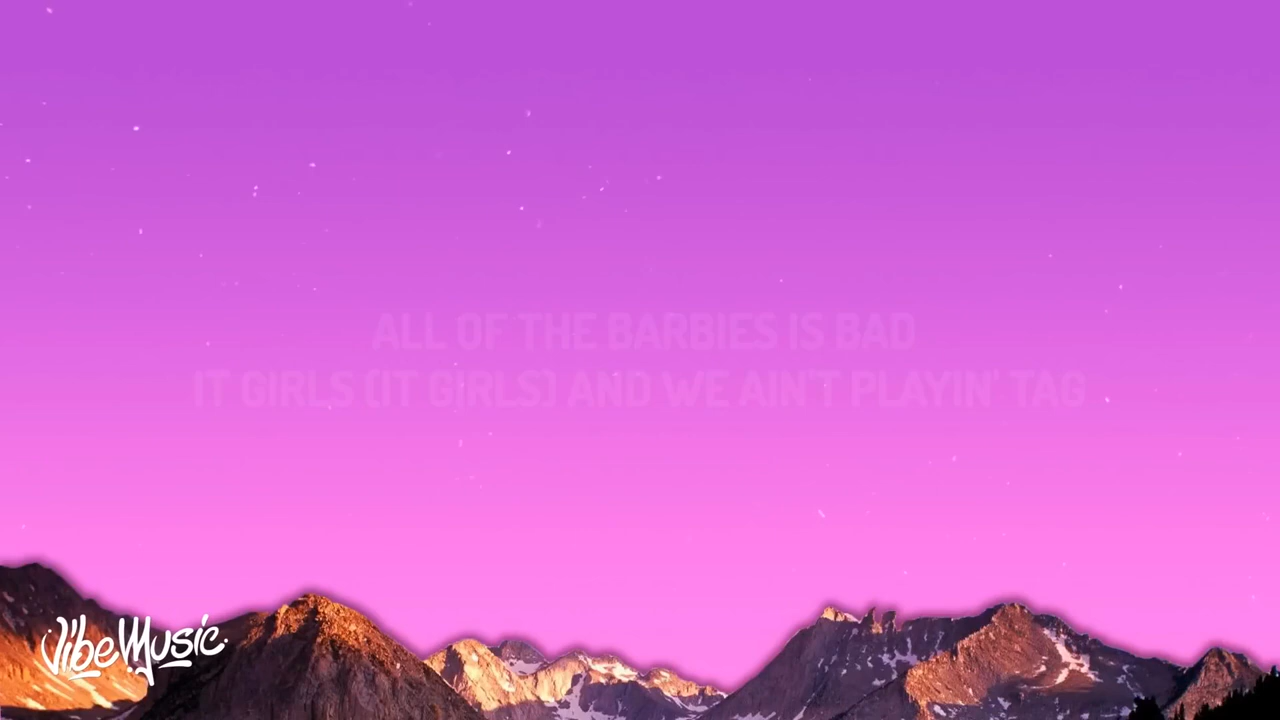 ALL OF THE BARBIES IS BAD
IT GIRLS (IT GIRLS) AND WE AIN'T PLAYIN' TAG
VibeMusic